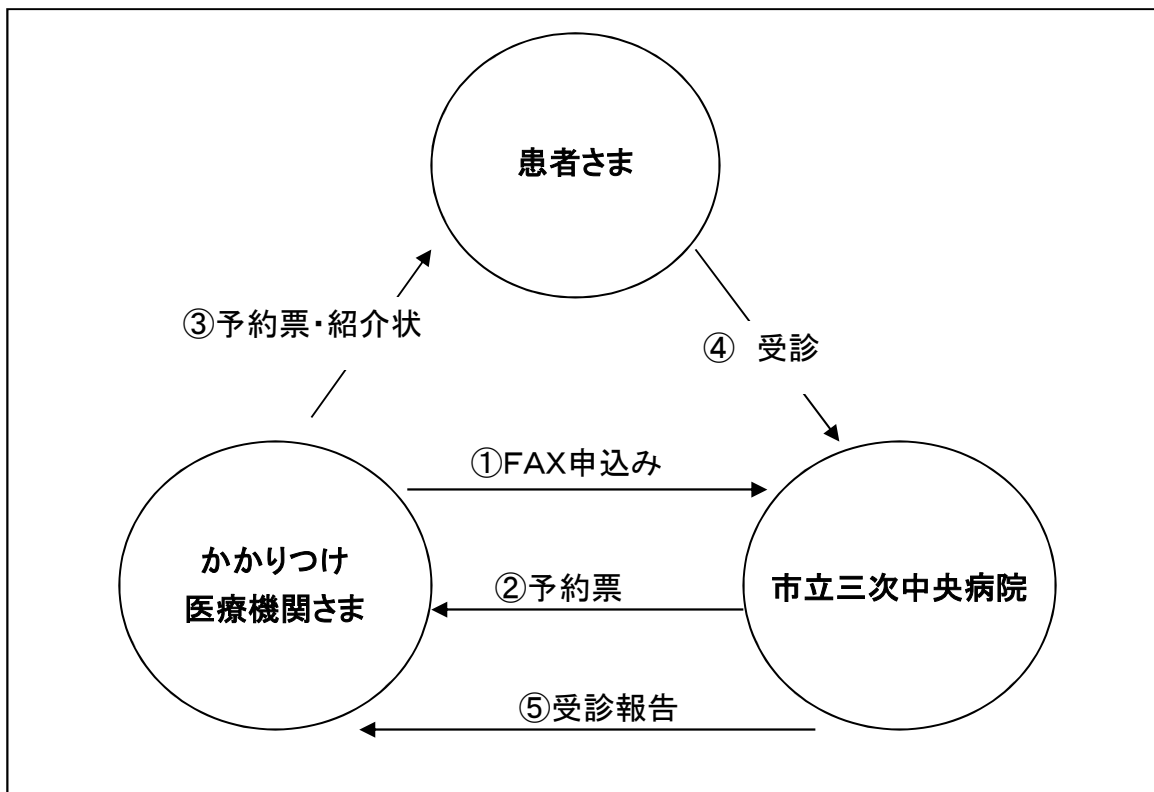 患者さま
③予約票・紹介状
④ 受診
①FAX申込み
かかりつけ
医療機関さま
②予約票
市立三次中央病院
⑤受診報告